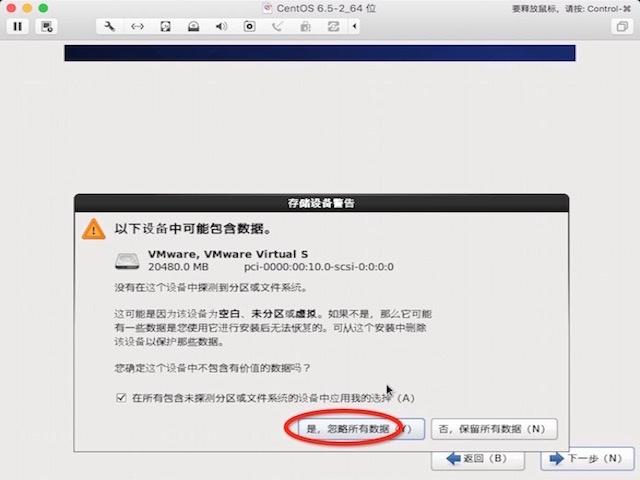 CentOS 6.5-2_64 位
要释放鼠标，请按: Control-⌘
存储设备警告
以下设备中可能包含数据。
VMware, VMware Virtual S
20480.0 MB pci-0000:00:10.0-scsi-0:0:0:0
没有在这个设备中探测到分区或文件系统。
这可能是因为该设备为空白、未分区或虚拟。如果不是，那么它可能
有一些数据是您使用它进行安装后无法恢复的。可从这个安装中删除
该设备以保护那些数据。
您确定这个设备中不包含有价值的数据吗？
在所有包含未探测分区或文件系统的设备中应用我的选择（A）
是，忽略所有数据（Y）
否，保留所有数据（N）
返回（B）
下一步（N）